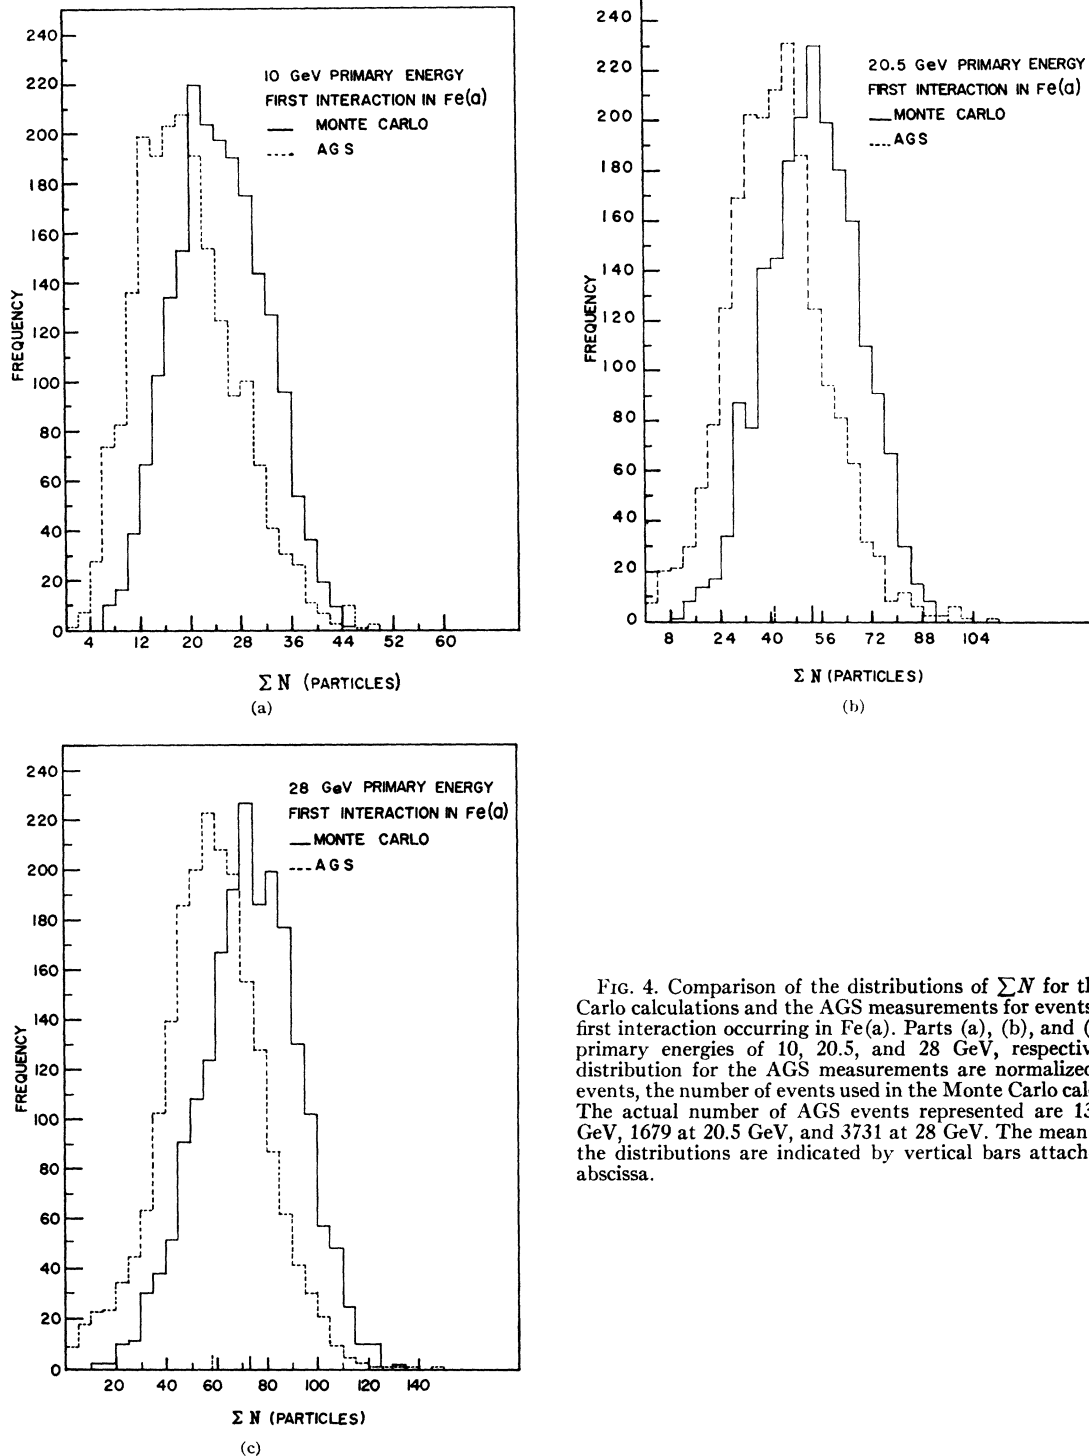 240
220
200
180
160
140
120
100
80
60
40
20
0
FREQUENCY
10 GeV PRIMARY ENERGY
FIRST INTERACTION IN Fe(a)
MONTE CARLO
AGS
4 12 20 28 36 44 52 60
Σ N (PARTICLES)
(a)
240
220
200
180
160
140
120
100
80
60
40
20
0
FREQUENCY
20.5 GeV PRIMARY ENERGY
FIRST INTERACTION IN Fe(a)
MONTE CARLO
AGS
8 24 40 56 72 88 104
Σ N (PARTICLES)
(b)
240
220
200
180
160
140
120
100
80
60
40
20
0
FREQUENCY
28 GeV PRIMARY ENERGY
FIRST INTERACTION IN Fe(a)
MONTE CARLO
AGS
20 40 60 80 100 120 140
Σ N (PARTICLES)
(c)
FIG. 4. Comparison of the distributions of ∑N for
Carlo calculations and the AGS measurements for events
first interaction occurring in Fe(a). Parts (a), (b), and
primary energies of 10, 20.5, and 28 GeV,
distribution for the AGS measurements are normalized
events, the number of events used in the Monte Carlo
The actual number of AGS events represented are
GeV, 1679 at 20.5 GeV, and 3731 at 28 GeV. The mean
the distributions are indicated by vertical bars
abscissa.